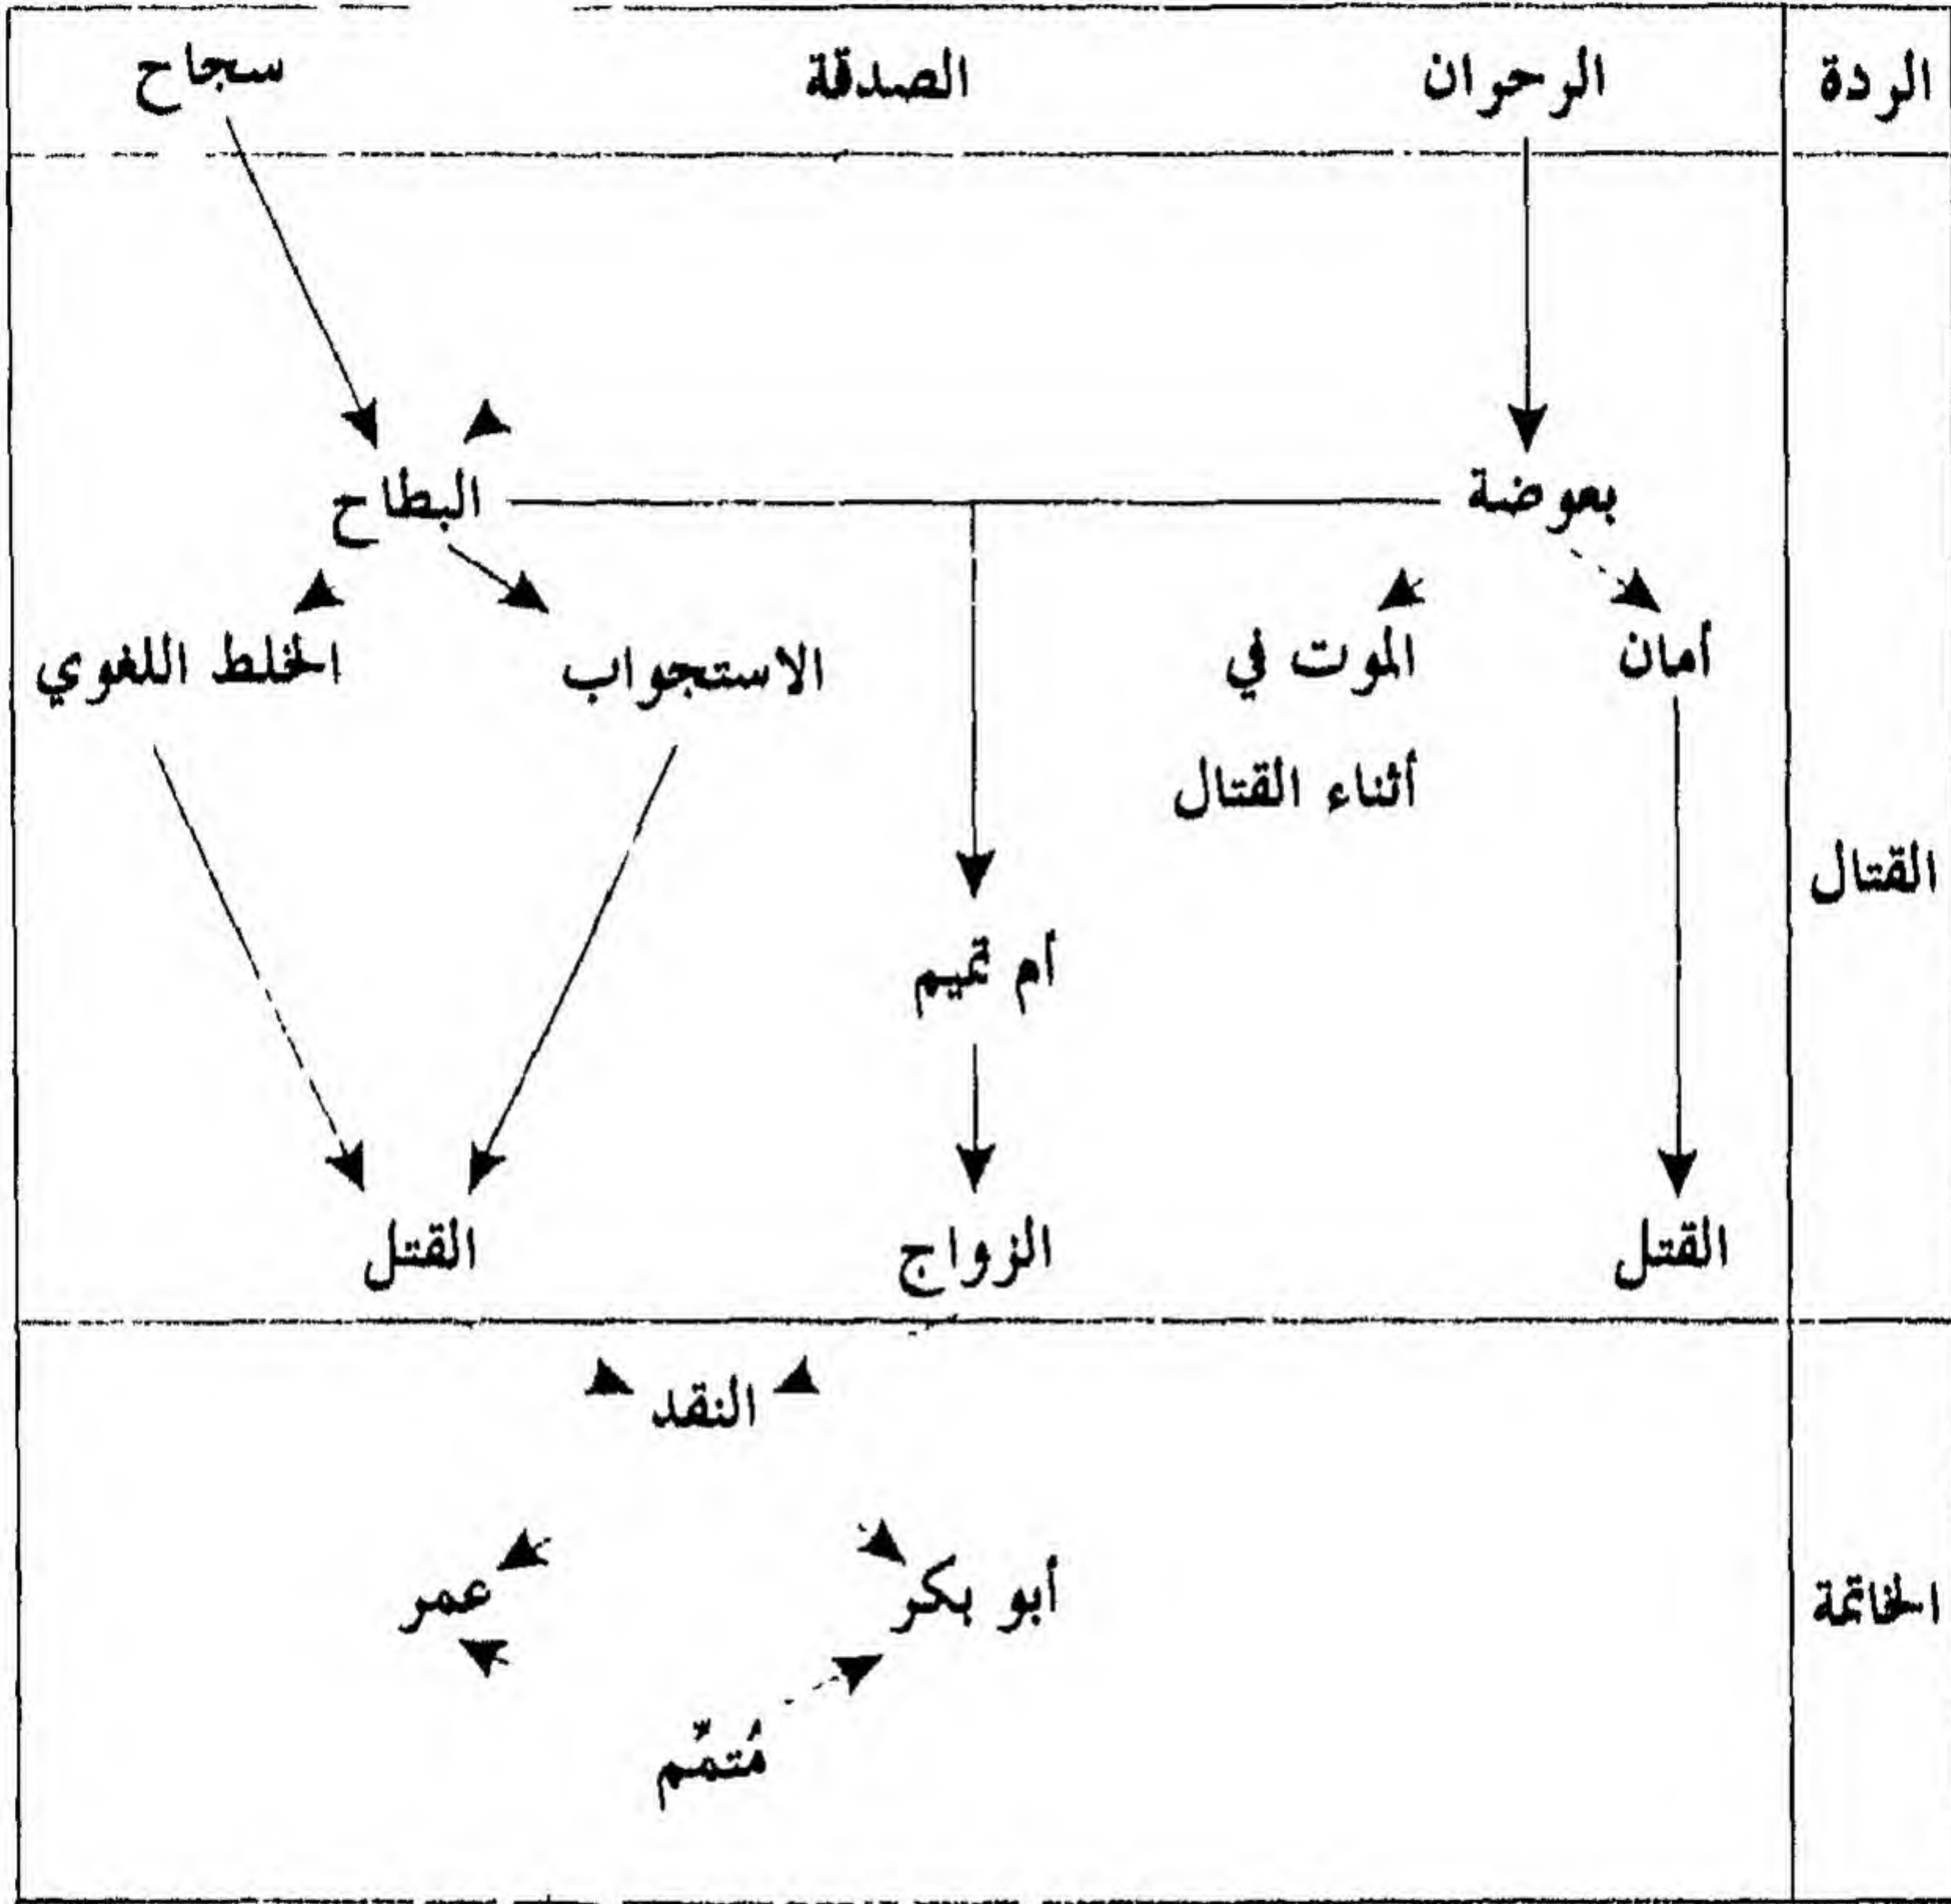 الردة
الرحوان
الصدقة
سجاح
القتال
بعوضة
البطاح
أمان
الموت في
أثناء القتال
الاستجواب
الخلط اللغوي
أم تميم
القتل
الزواج
القتل
الخاتمة
النقد
أبو بكر
عمر
مُتمّم